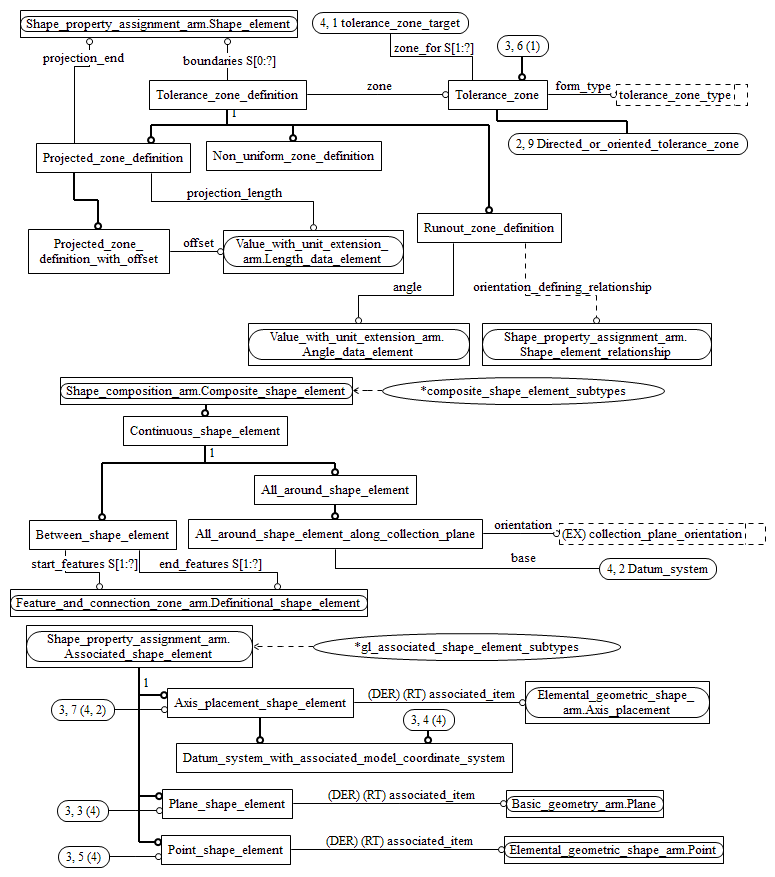 Shape_property_assignment_arm.Shape_element
4, 1 tolerance_zone_target
3, 6 (1)
projection_end
boundaries S[0:?]
zone_for S[1:?]
Tolerance_zone_definition
zone
Tolerance_zone
form_type
tolerance_zone_type
1
2, 9 Directed_or_oriented_tolerance_zone
Projected_zone_definition
Non_uniform_zone_definition
projection_length
Runout_zone_definition
Projected_zone_
definition_with_offset
offset
Value_with_unit_extension_
arm.Length_data_element
angle
orientation_defining_relationship
Value_with_unit_extension_arm.
Angle_data_element
Shape_property_assignment_arm.
Shape_element_relationship
Shape_composition_arm.Composite_shape_element
*composite_shape_element_subtypes
Continuous_shape_element
1
All_around_shape_element
Between_shape_element
All_around_shape_element_along_collection_plane
orientation
(EX) collection_plane_orientation
start_features S[1:?]
end_features S[1:?]
base
4, 2 Datum_system
Feature_and_connection_zone_arm.Definitional_shape_element
Shape_property_assignment_arm.
Associated_shape_element
*gl_associated_shape_element_subtypes
1
3, 7 (4, 2)
Axis_placement_shape_element
(DER) (RT) associated_item
Elemental_geometric_shape_
arm.Axis_placement
3, 4 (4)
Datum_system_with_associated_model_coordinate_system
3, 3 (4)
Plane_shape_element
(DER) (RT) associated_item
Basic_geometry_arm.Plane
3, 5 (4)
Point_shape_element
(DER) (RT) associated_item
Elemental_geometric_shape_arm.Point